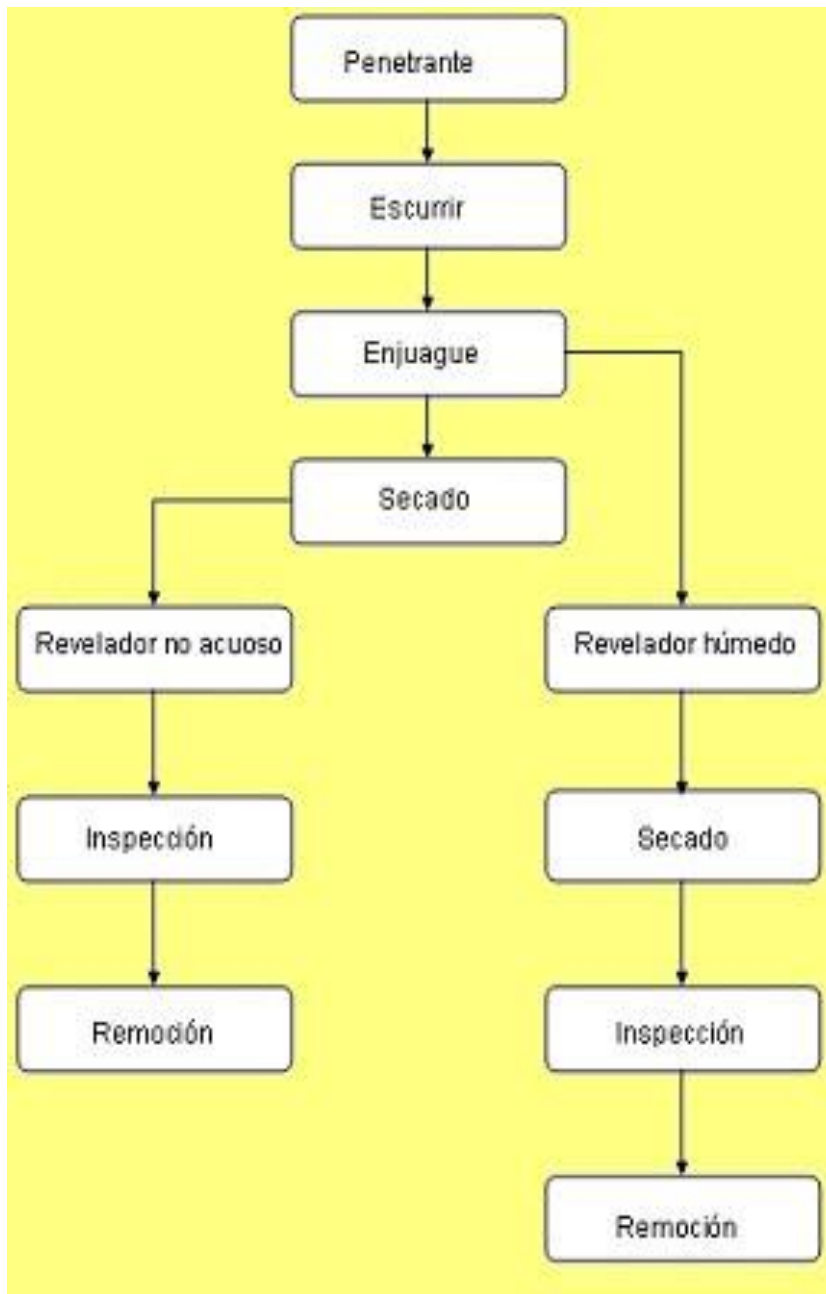 Penetrante
Escurrir
Enjuague
Secado
Revelador no acuoso
Revelador húmedo
Inspección
Secado
Remoción
Inspección
Remoción